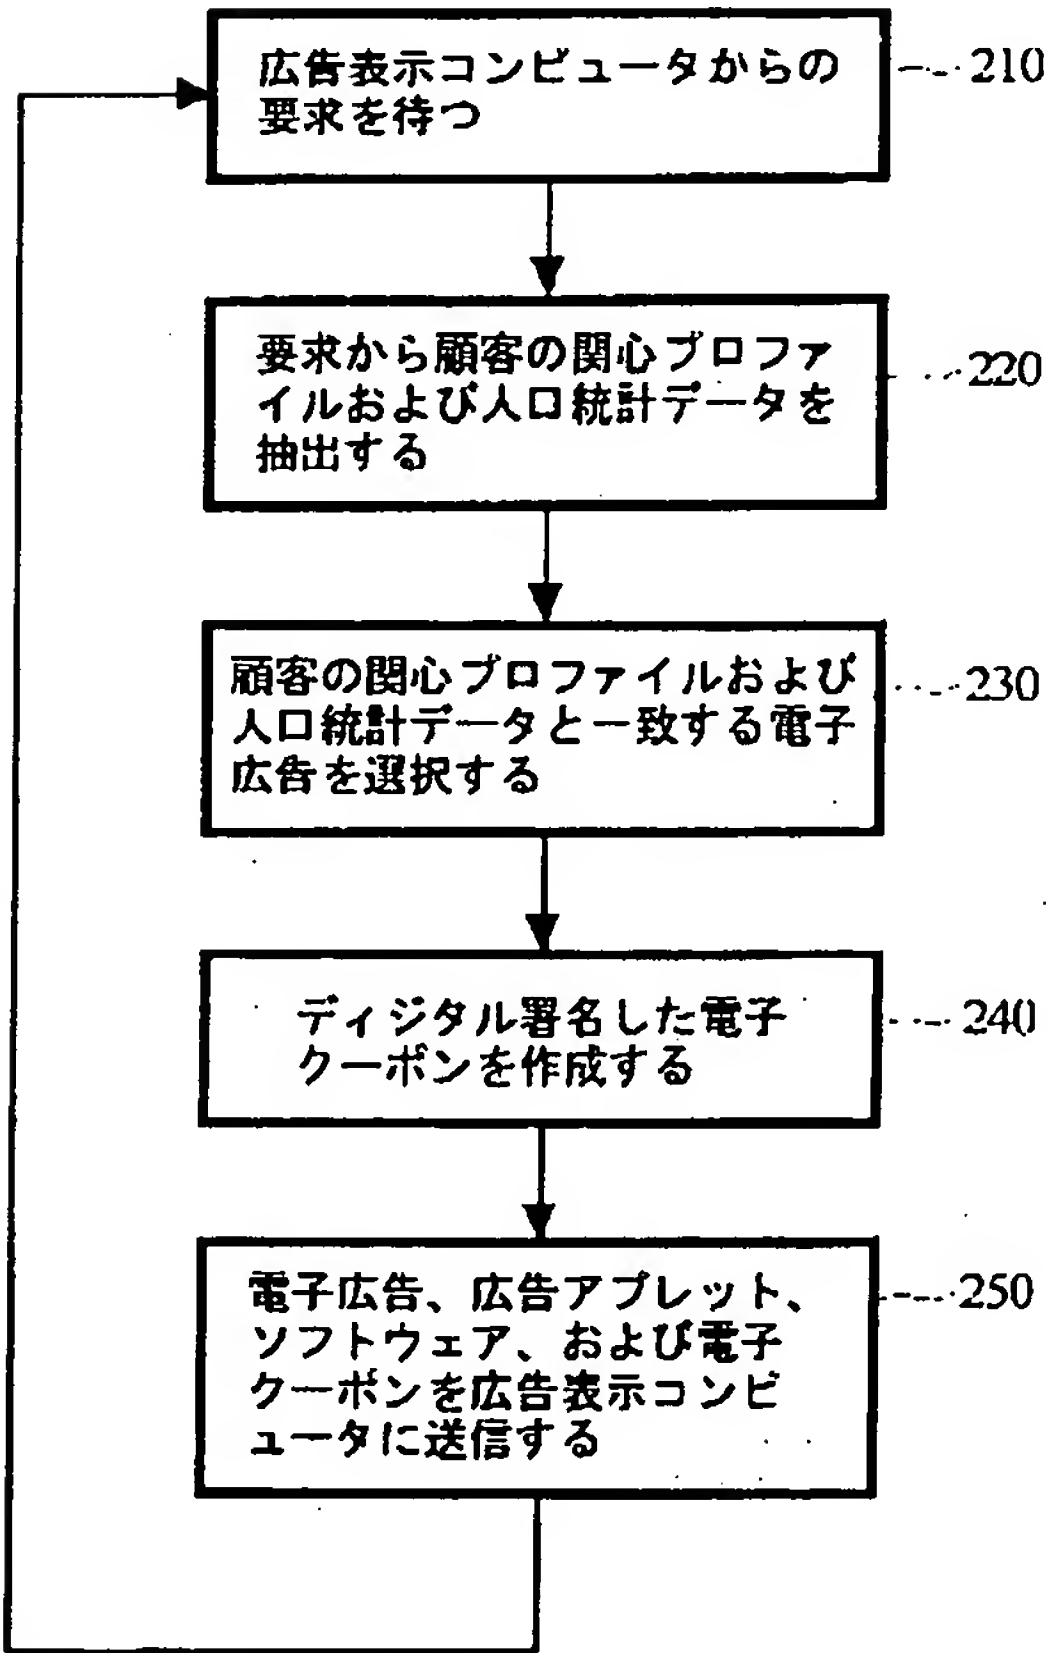 広告表示コンピュータからの
要求を待つ
210
要求から顧客の関心プロファ
イルおよび人口統計データを
抽出する
220
顧客の関心プロファイルおよび
人口統計データと一致する電子
広告を選択する
230
ディジタル署名した電子
クーポンを作成する
240
電子広告、広告アプレット、
ソフトウェア、および電子
クーポンを広告表示コンピ
ュータに送信する
250